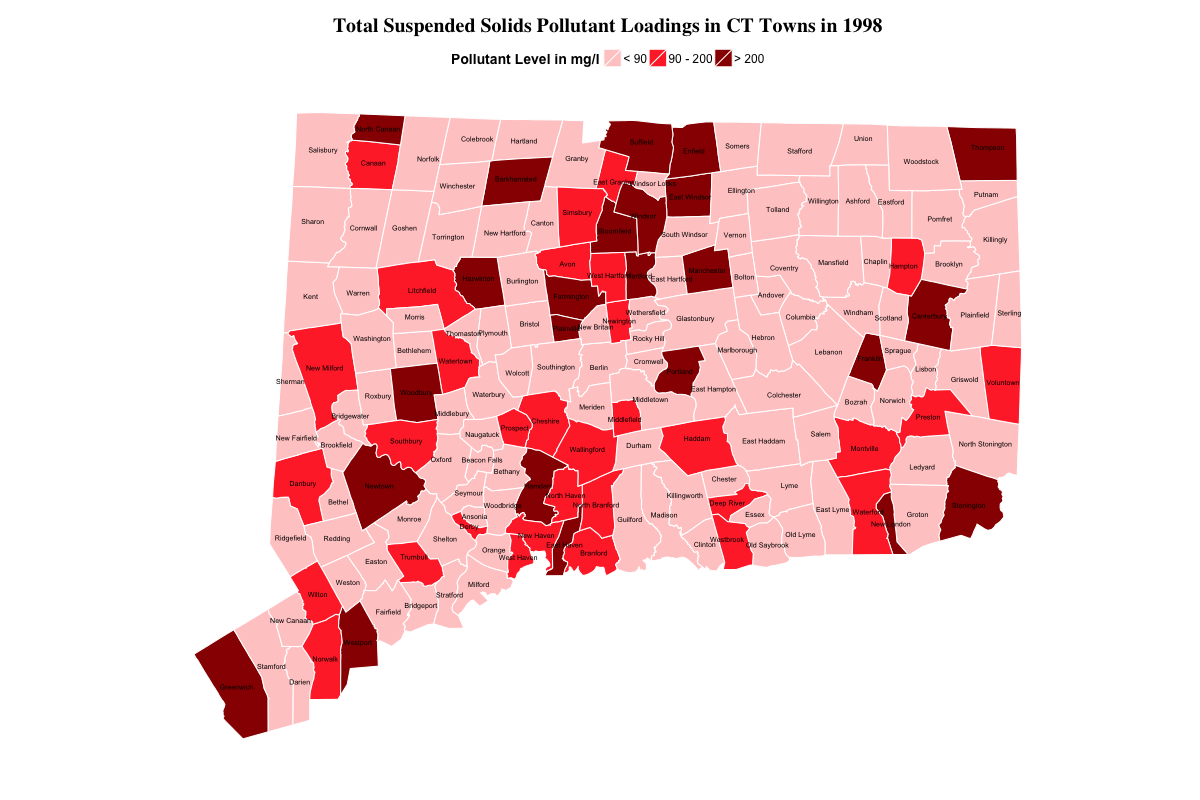 Total Suspended Solids Pollutant Loadings in CT Towns in 1998
Pollutant Level in mg/l < 90 90 - 200 > 200
North Canaan
Colebrook
Hartland
Union
Salisbury
Canaan
Norfolk
Granby
Suffield
Enfield
Somers
Stafford
Woodstock
Thompson
Winchester
Barkhamsted
East Granby
Windsor Locks
East Windsor
Ellington
Putnam
Sharon
Cornwall
Goshen
Torrington
New Hartford
Canton
Simsbury
Bloomfield
Windsor
South Windsor
Vernon
Tolland
Willington
Ashford
Eastford
Pomfret
Killingly
Kent
Warren
Litchfield
Harwinton
Burlington
Avon
West Hartford
Hartford
East Hartford
Manchester
Bolton
Coventry
Mansfield
Chaplin
Hampton
Brooklyn
Morris
Farmington
Andover
Columbia
Windham
Scotland
Canterbury
Plainfield
Sterling
Washington
Bethlehem
Thomaston
Plymouth
Bristol
Plainville
New Britain
Newington
Wethersfield
Rocky Hill
Glastonbury
Marlborough
Hebron
Lebanon
Franklin
Sprague
Lisbon
Griswold
Voluntown
Sherman
New Milford
Roxbury
Woodbury
Watertown
Waterbury
Wolcott
Southington
Berlin
Cromwell
Portland
East Hampton
Colchester
Bozrah
Norwich
Preston
Bridgewater
Middlebury
Naugatuck
Prospect
Cheshire
Meriden
Middletown
Middlefield
New Fairfield
Brookfield
Southbury
Oxford
Beacon Falls
Bethany
Wallingford
Durham
Haddam
East Haddam
Salem
Montville
Ledyard
North Stonington
Danbury
Bethel
Newtown
Seymour
Woodbridge
Hamden
North Haven
North Branford
Killingworth
Chester
Deep River
Lyme
East Lyme
Waterford
New London
Groton
Stonington
Ridgefield
Redding
Monroe
Ansonia
Derby
Shelton
Orange
New Haven
West Haven
East Haven
Branford
Guilford
Madison
Clinton
Westbrook
Essex
Old Saybrook
Old Lyme
Easton
Trumbull
Milford
Stratford
Bridgeport
Weston
Wilton
Fairfield
New Canaan
Westport
Norwalk
Stamford
Darien
Greenwich